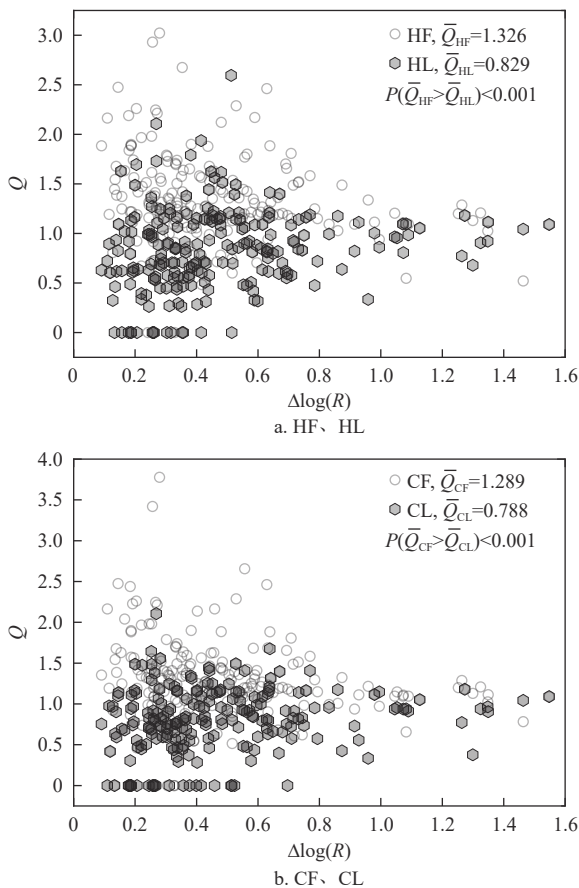 3.0
2.5
2.0
1.5
1.0
0.5
0
Q
HF, Q̄HF=1.326
HL, Q̄HL=0.829
P(Q̄HF>Q̄HL)<0.001
0 0.2 0.4 0.6 0.8 1.0 1.2 1.4 1.6
Δlog(R)
a. HF、HL
4.0
3.5
3.0
2.5
2.0
1.5
1.0
0.5
0
Q
CF, Q̄CF=1.289
CL, Q̄CL=0.788
P(Q̄CF>Q̄CL)<0.001
0 0.2 0.4 0.6 0.8 1.0 1.2 1.4 1.6
Δlog(R)
b. CF、CL